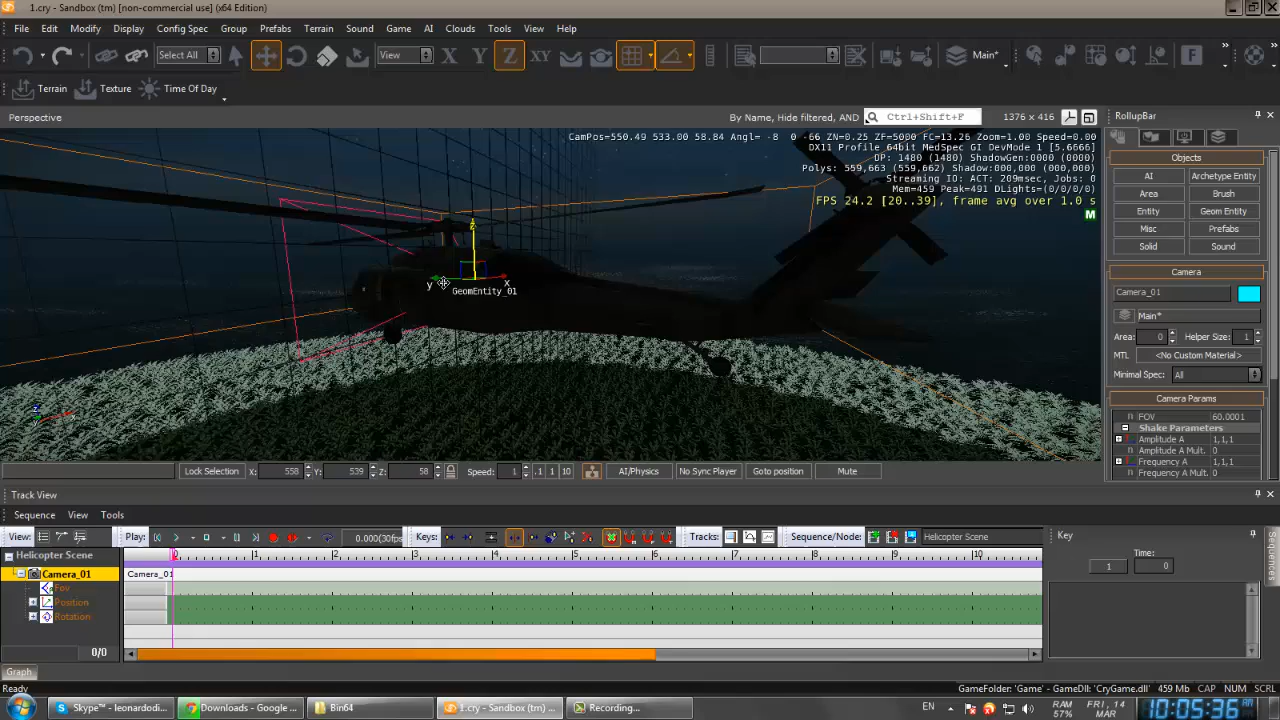 1.cry - Sandbox (tm) [non-commercial use] (x64 Edition)
File Edit Modify Display Config Spec Group Prefabs Terrain Sound Game AI Clouds Tools View Help
Select All View X Y Z XY Main*
Terrain Texture Time Of Day
Perspective By Name, Hide filtered, AND Ctrl+Shift+F 1376 x 416
CamPos=550.49 533.00 58.84 Angl= -8 0 -66 ZN=0.25 ZF=5000 FC=13.26 Zoom=1.00 Speed=0.00
DX11 Profile 64bit MedSpec GI DevMode 1 [5.6666]
DP: 1480 (1480) ShadowGen:0000 (0000)
Polys: 559,663 (559,662) Shadow:000,000 (000,000)
Streaming IO: ACT: 209msec, Jobs: 0
Mem=459 Peak=491 DLights=(0/0/0/0)
FPS 24.2 [20..39], frame avg over 1.0 s
M
z
y x
GeomEntity_01
z
RollupBar
Objects
AI Archetype Entity
Area Brush
Entity Geom Entity
Misc Prefabs
Solid Sound
Camera
Camera_01
Main*
Area: 0 Helper Size: 1
MTL <No Custom Material>
Minimal Spec: All
Camera Params
FOV 60.0001
Shake Parameters
Amplitude A 1,1,1
Amplitude A Mult. 0
Frequency A 1,1,1
Frequency A Mult. 0
Lock Selection X: 558 Y: 539 Z: 58 Speed: 1 .1 1 10 AI/Physics No Sync Player Goto position Mute
Track View
Sequence View Tools
View: Play: 0.000(30fps Keys: Tracks: Sequence/Node: Helicopter Scene Key
Helicopter Scene 0 1 2 3 4 5 6 7 8 9 10 Time:
1 0
Camera_01 Camera_01
Fov
Position
Rotation
0/0
Graph
Sequences
Ready GameFolder: 'Game' - GameDll: 'CryGame.dll' 459 Mb CAP NUM SCRL
Skype™ - leonardodi... Downloads - Google ... Bin64 1.cry - Sandbox (tm) ... Recording... EN RAM 57% FRI, 14 MAR 10:05:36